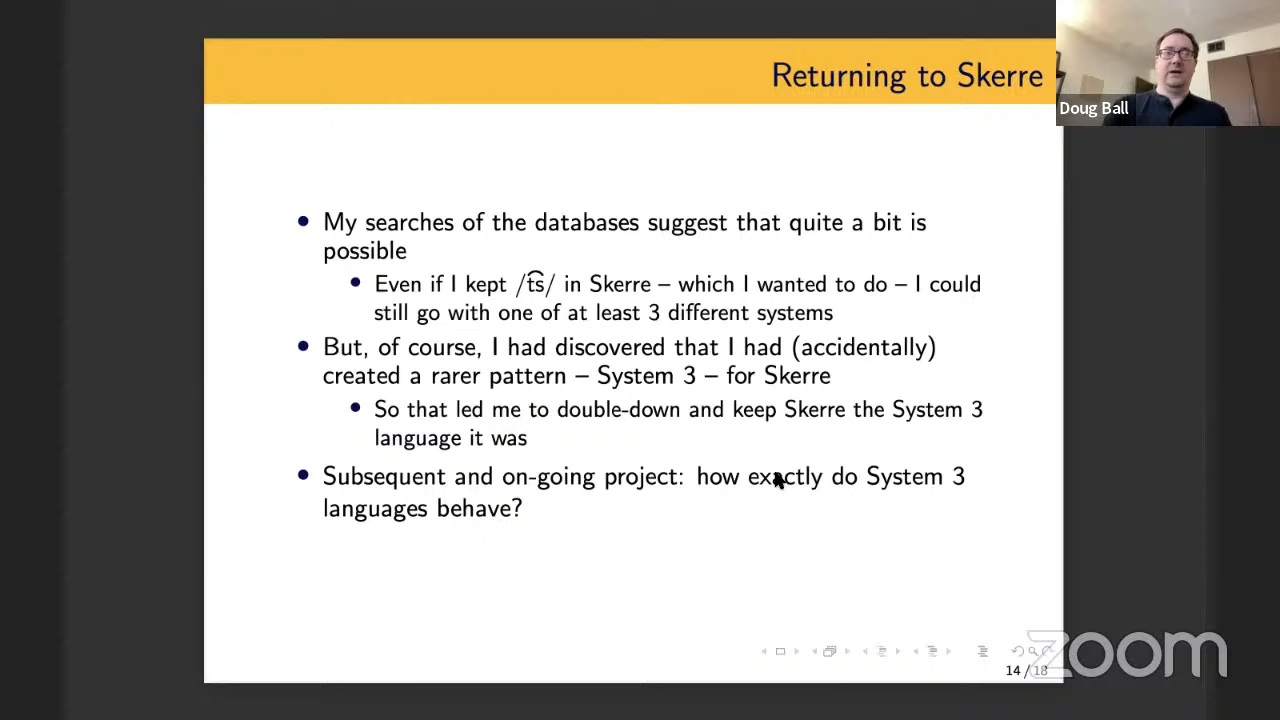 Returning to Skerre
Doug Ball
• My searches of the databases suggest that quite a bit is
possible
• Even if I kept /t͡s/ in Skerre – which I wanted to do – I could
still go with one of at least 3 different systems
• But, of course, I had discovered that I had (accidentally)
created a rarer pattern – System 3 – for Skerre
• So that led me to double-down and keep Skerre the System 3
language it was
• Subsequent and on-going project: how exactly do System 3
languages behave?
14 / 18
zoom